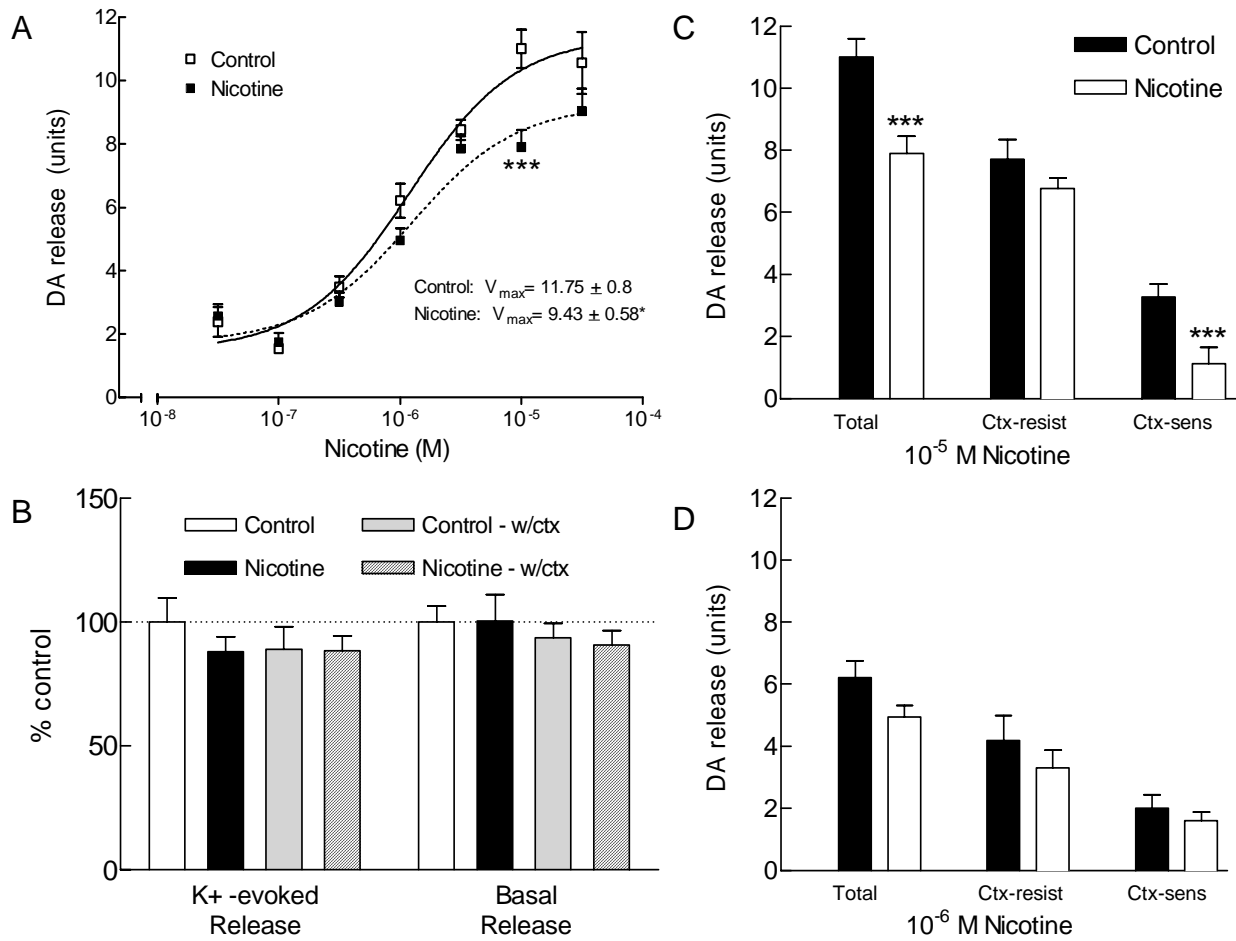 A
DA release (units)
12
10
8
6
4
2
0
Control
Nicotine
***
Control: Vmax= 11.75 ± 0.8
Nicotine: Vmax= 9.43 ± 0.58*
10-8
10-7
10-6
10-5
10-4
Nicotine (M)
B
% control
150
100
50
0
Control
Control - w/ctx
Nicotine
Nicotine - w/ctx
K+ -evoked
Release
Basal
Release
C
DA release (units)
12
10
8
6
4
2
0
Control
Nicotine
***
***
Total
Ctx-resist
Ctx-sens
10-5 M Nicotine
D
DA release (units)
12
10
8
6
4
2
0
Total
Ctx-resist
Ctx-sens
10-6 M Nicotine